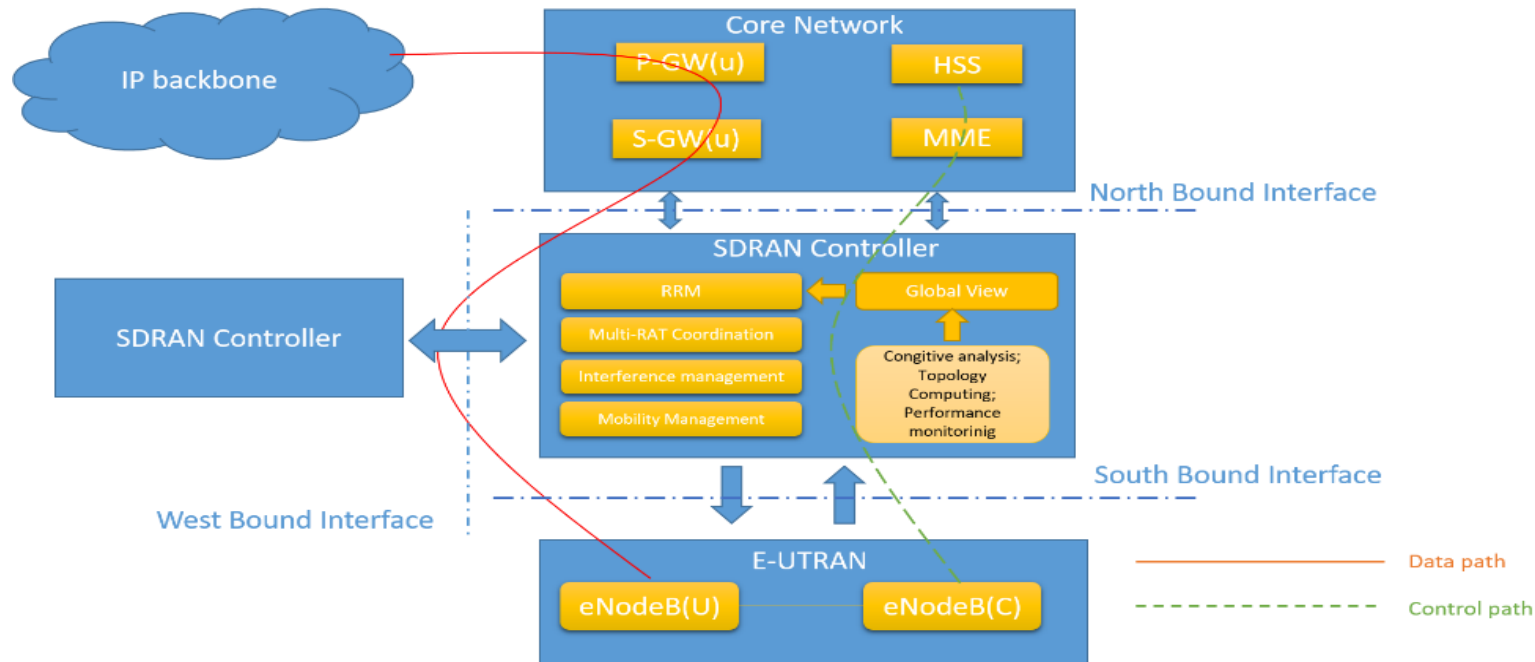 Core Network
IP backbone
P-GW(u)
HSS
S-GW(u)
MME
North Bound Interface
SDRAN Controller
RRM
Global View
SDRAN Controller
Multi-RAT Coordination
Interference management
Mobility Management
Congitive analysis;
Topology
Computing;
Performance
monitorinig
South Bound Interface
West Bound Interface
E-UTRAN
eNodeB(U)
eNodeB(C)
Data path
Control path